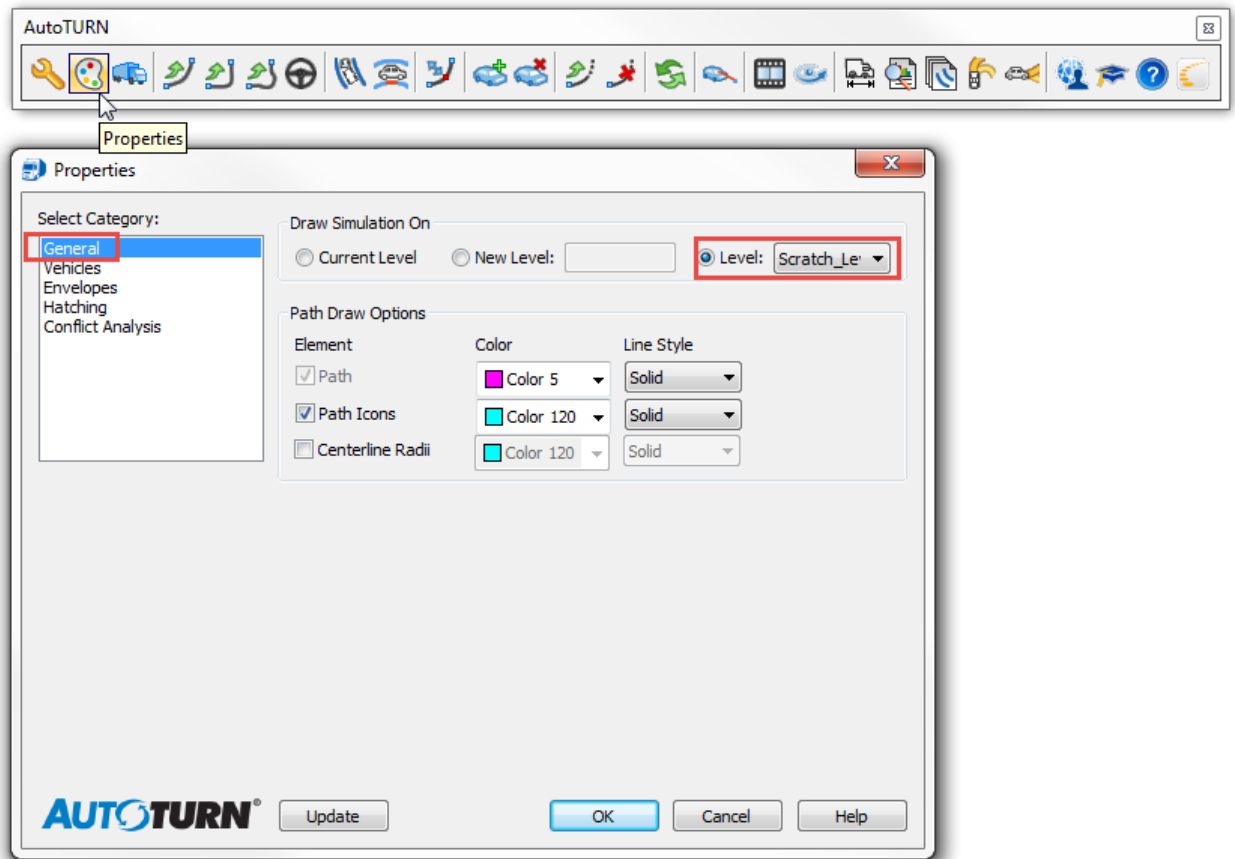 AutoTURN
Properties
Properties
Select Category:
General
Vehicles
Envelopes
Hatching
Conflict Analysis
Draw Simulation On
Current Level
New Level:
Level: Scratch_Le
Path Draw Options
Element Color Line Style
Path Color 5 Solid
Path Icons Color 120 Solid
Centerline Radii Color 120 Solid
AUTOTURN®
Update
OK
Cancel
Help